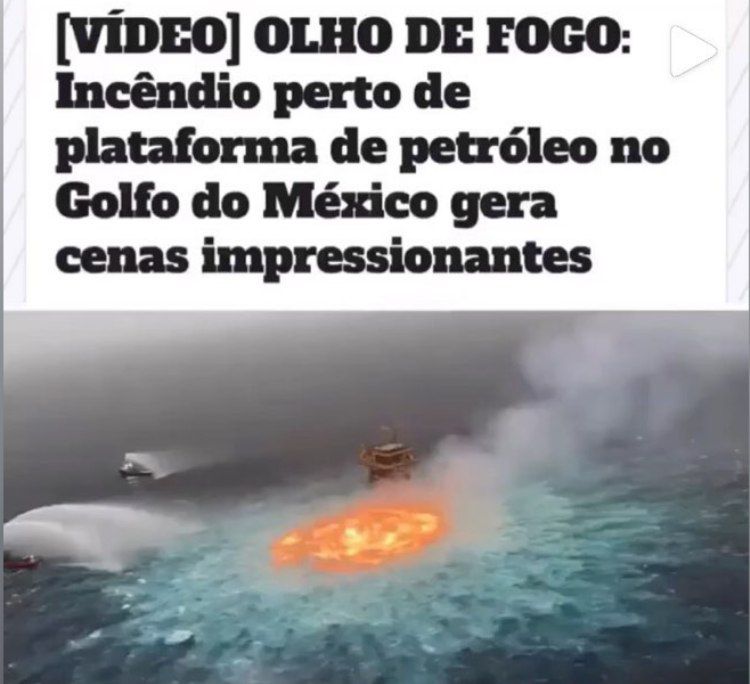 [VÍDEO] OLHO DE FOGO:
Incêndio perto de
plataforma de petróleo no
Golfo do México gera
cenas impressionantes